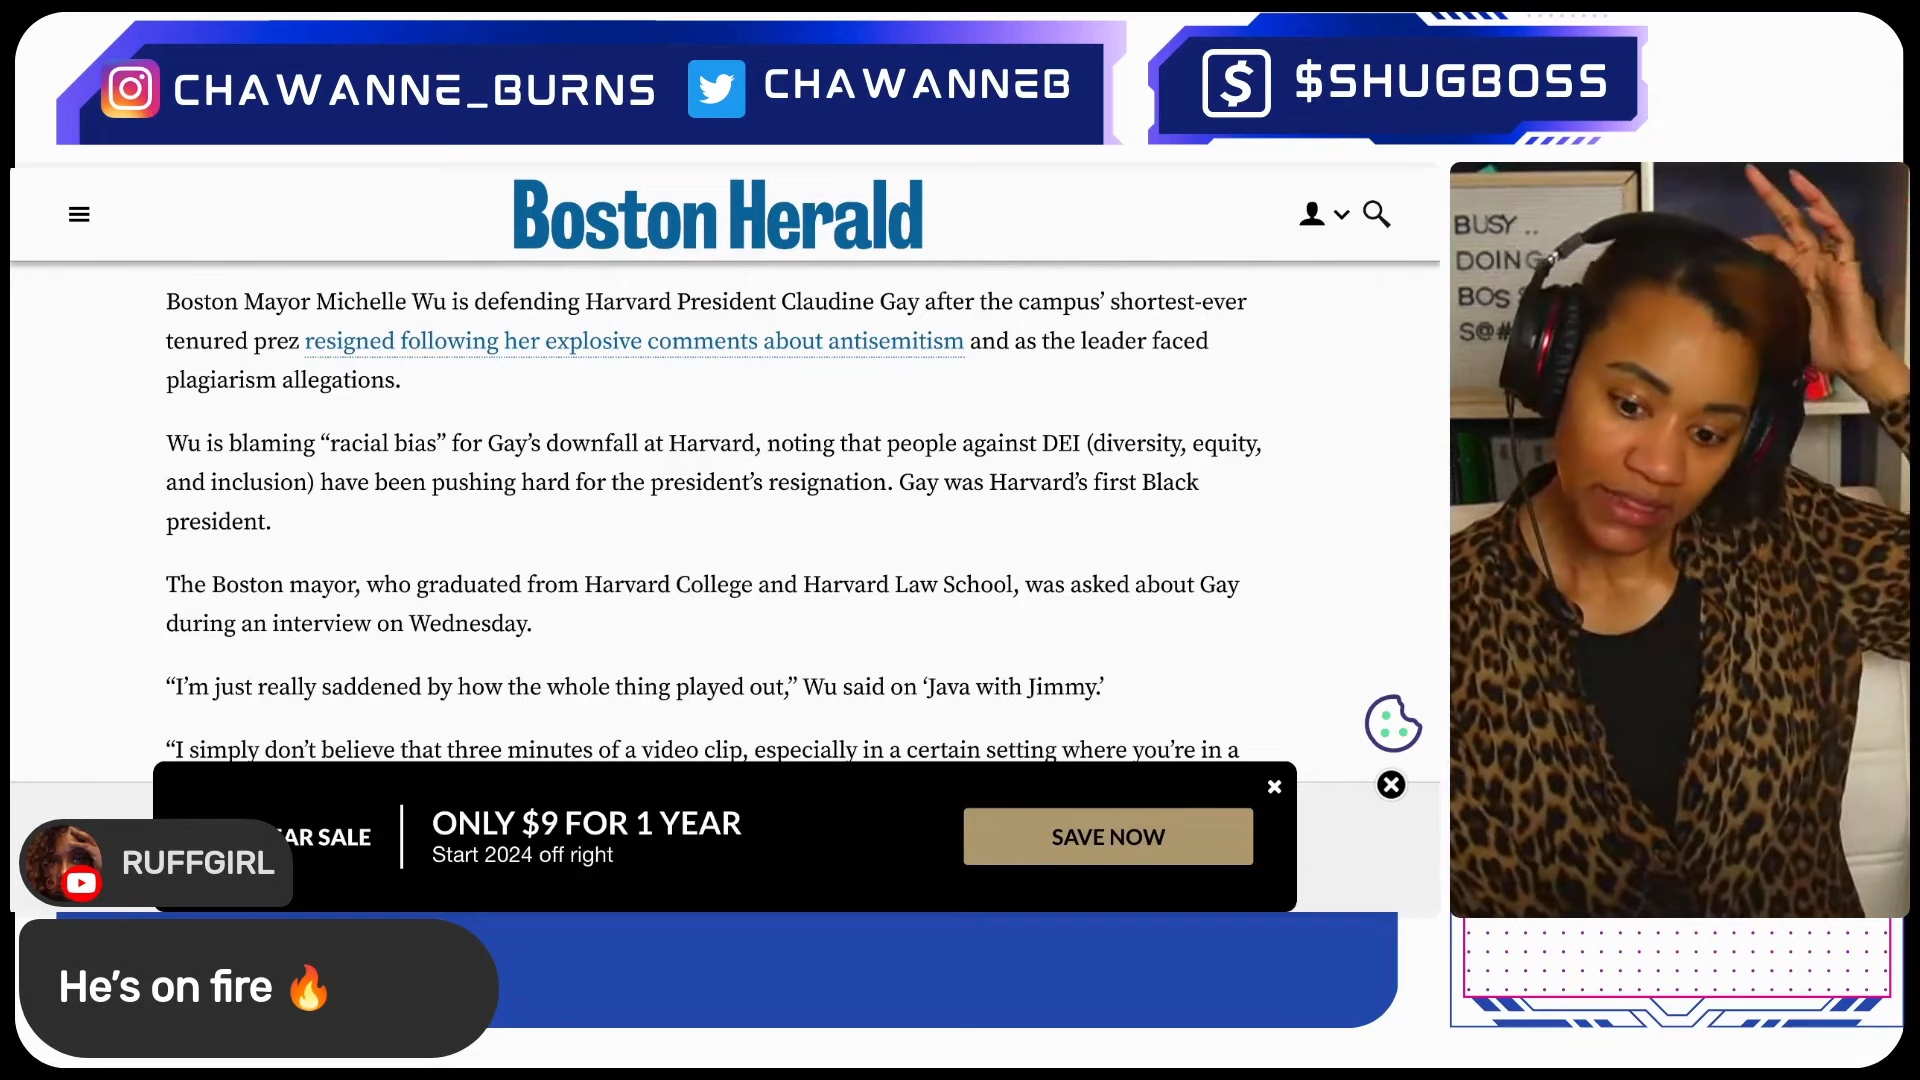 CHAWANNE_BURNS
CHAWANNEB
$SHUGBOSS
Boston Herald
BUSY ..
DOING
BOS
S@#
Boston Mayor Michelle Wu is defending Harvard President Claudine Gay after the campus’ shortest-ever
tenured prez resigned following her explosive comments about antisemitism and as the leader faced
plagiarism allegations.
Wu is blaming “racial bias” for Gay’s downfall at Harvard, noting that people against DEI (diversity, equity,
and inclusion) have been pushing hard for the president’s resignation. Gay was Harvard’s first Black
president.
The Boston mayor, who graduated from Harvard College and Harvard Law School, was asked about Gay
during an interview on Wednesday.
“I’m just really saddened by how the whole thing played out,” Wu said on ‘Java with Jimmy.’
“I simply don’t believe that three minutes of a video clip, especially in a certain setting where you’re in a
AR SALE
ONLY $9 FOR 1 YEAR
Start 2024 off right
SAVE NOW
RUFFGIRL
He’s on fire 🔥